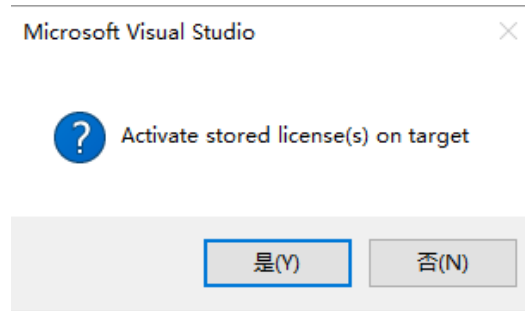 Microsoft Visual Studio
Activate stored license(s) on target
是(Y)
否(N)